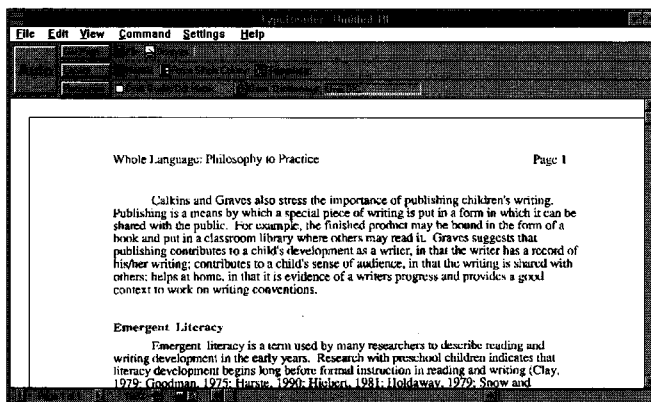 TypeReader - Untitled
File Edit View Command Settings Help
Auto
Whole Language: Philosophy to Practice Page 1
Calkins and Graves also stress the importance of publishing children's writing.
Publishing is a means by which a special piece of writing is put in a form in which it can be
shared with the public. For example, the finished product may be bound in the form of a
book and put in a classroom library where others may read it. Graves suggests that
publishing contributes to a child's development as a writer, in that the writer has a record of
his/her writing; contributes to a child's sense of audience, in that the writing is shared with
others; helps at home, in that it is evidence of a writers progress and provides a good
context to work on writing conventions.
Emergent Literacy
Emergent literacy is a term used by many researchers to describe reading and
writing development in the early years. Research with preschool children indicates that
literacy development begins long before formal instruction in reading and writing (Clay,
1979; Goodman, 1975; Harste, 1990; Hiebert, 1981; Holdaway, 1979; Snow and